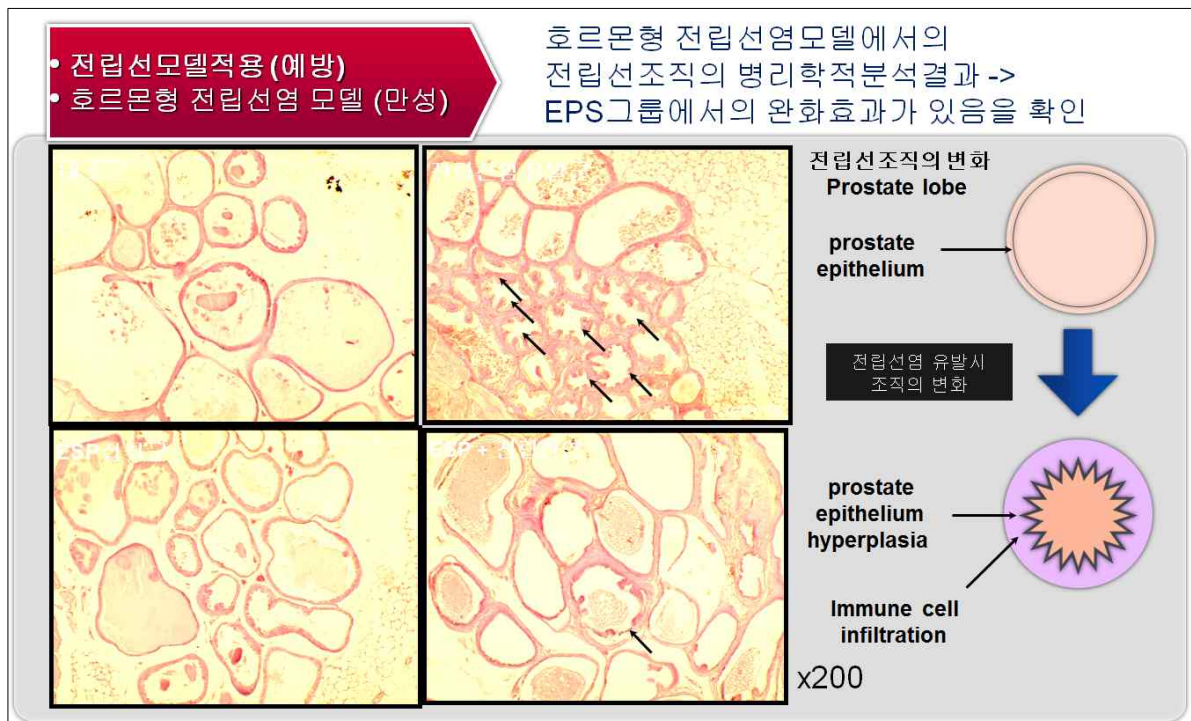 • 전립선모델적용 (예방)
• 호르몬형 전립선염 모델 (만성)
호르몬형 전립선염모델에서의
전립선조직의 병리학적분석결과 ->
EPS그룹에서의 완화효과가 있음을 확인
전립선조직의 변화
Prostate lobe
prostate
epithelium
전립선염 유발시
조직의 변화
prostate
epithelium
hyperplasia
Immune cell
infiltration
ESP
ESP +
x200